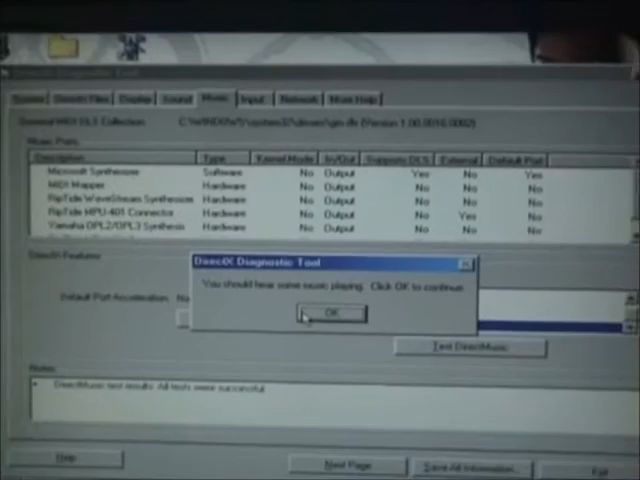 DirectX Diagnostic Tool
System DirectX Files Display Sound Music Input Network More Help
General MIDI DLS Collection: C:\WINDOWS\system32\drivers\gm.dls (Version 1.00.0016.0002)
Music Ports
Description Type Kernel Mode In/Out Supports DLS External Default Port
Microsoft Synthesizer Software No Output Yes No Yes
MIDI Mapper Hardware No Output No No No
RipTide WaveStream Synthesizer Hardware No Output No No No
RipTide MPU-401 Connector Hardware No Output No Yes No
Yamaha OPL2/OPL3 Synthesis Hardware No Output No No No
DirectX Features
DirectX Diagnostic Tool
You should hear some music playing. Click OK to continue.
Default Port Acceleration:
OK
Test DirectMusic
Notes
DirectMusic test results: All tests were successful.
Help Next Page Save All Information... Exit